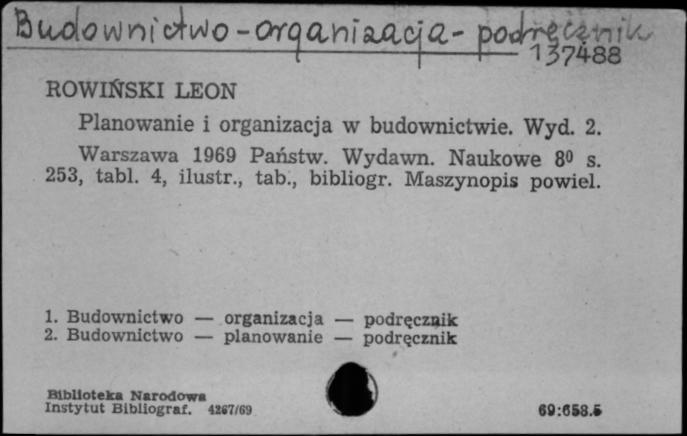 Budownictwo - organizacja - podręcznik
137488
ROWIŃSKI LEON
Planowanie i organizacja w budownictwie. Wyd. 2.
Warszawa 1969 Państw. Wydawn. Naukowe 8⁰ s.
253, tabl. 4, ilustr., tab., bibliogr. Maszynopis powiel.
1. Budownictwo — organizacja — podręcznik
2. Budownictwo — planowanie — podręcznik
Biblioteka Narodowa
Instytut Bibliograf. 4267/69
69:658.5